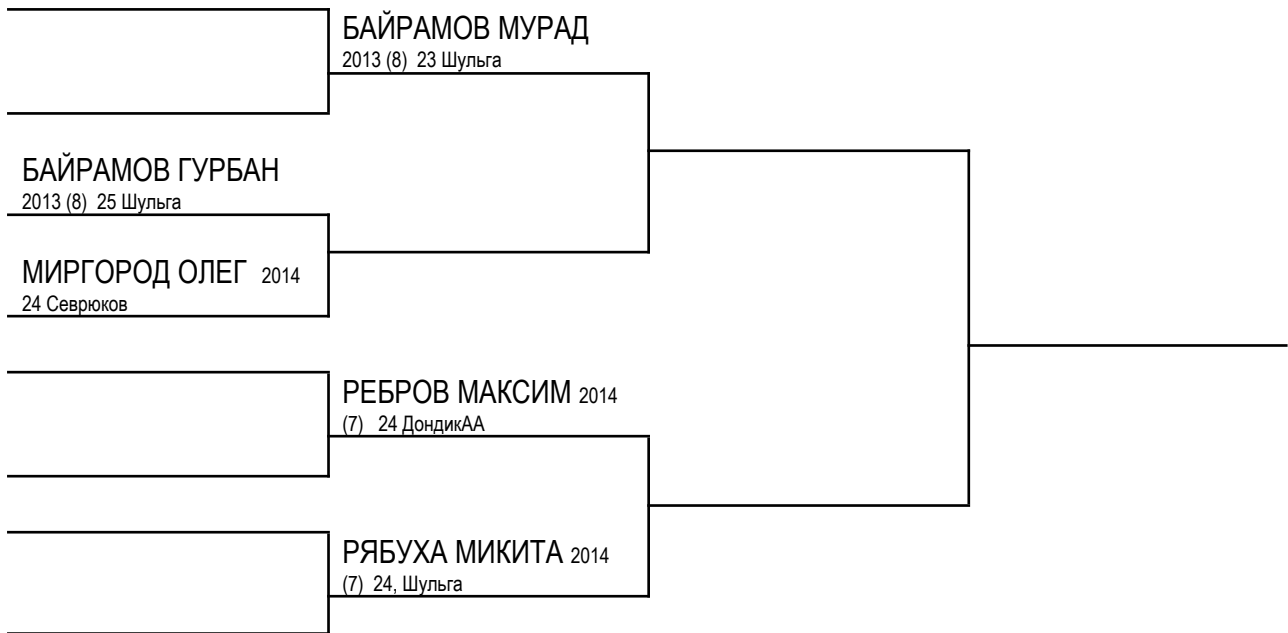 БАЙРАМОВ МУРАД
2013 (8) 23 Шульга
БАЙРАМОВ ГУРБАН
2013 (8) 25 Шульга
МИРГОРОД ОЛЕГ 2014
24 Севрюков
РЕБРОВ МАКСИМ 2014
(7) 24 ДондикАА
РЯБУХА МИКИТА 2014
(7) 24, Шульга